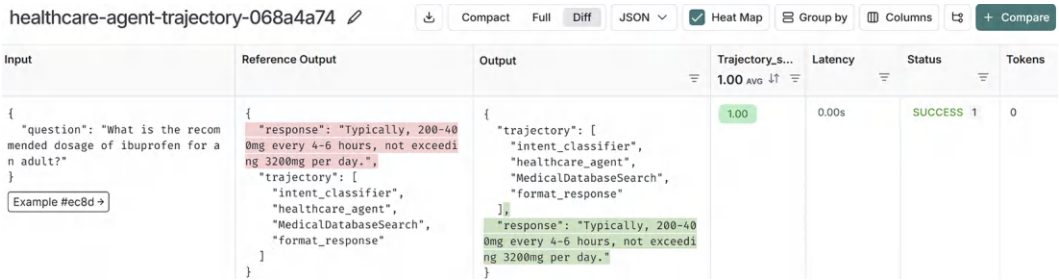 healthcare-agent-trajectory-068a4a74
Compact Full Diff JSON Heat Map Group by Columns + Compare
Input Reference Output Output Trajectory_s... Latency Status Tokens
1.00 AVG
{
"question": "What is the recom
mended dosage of ibuprofen for a
n adult?"
}
Example #ec8d →
{
"response": "Typically, 200-40
0mg every 4-6 hours, not exceedi
ng 3200mg per day.",
"trajectory": [
"intent_classifier",
"healthcare_agent",
"MedicalDatabaseSearch",
"format_response"
]
}
{
"trajectory": [
"intent_classifier",
"healthcare_agent",
"MedicalDatabaseSearch",
"format_response"
],
"response": "Typically, 200-40
0mg every 4-6 hours, not exceedi
ng 3200mg per day."
}
1.00
0.00s
SUCCESS 1
0